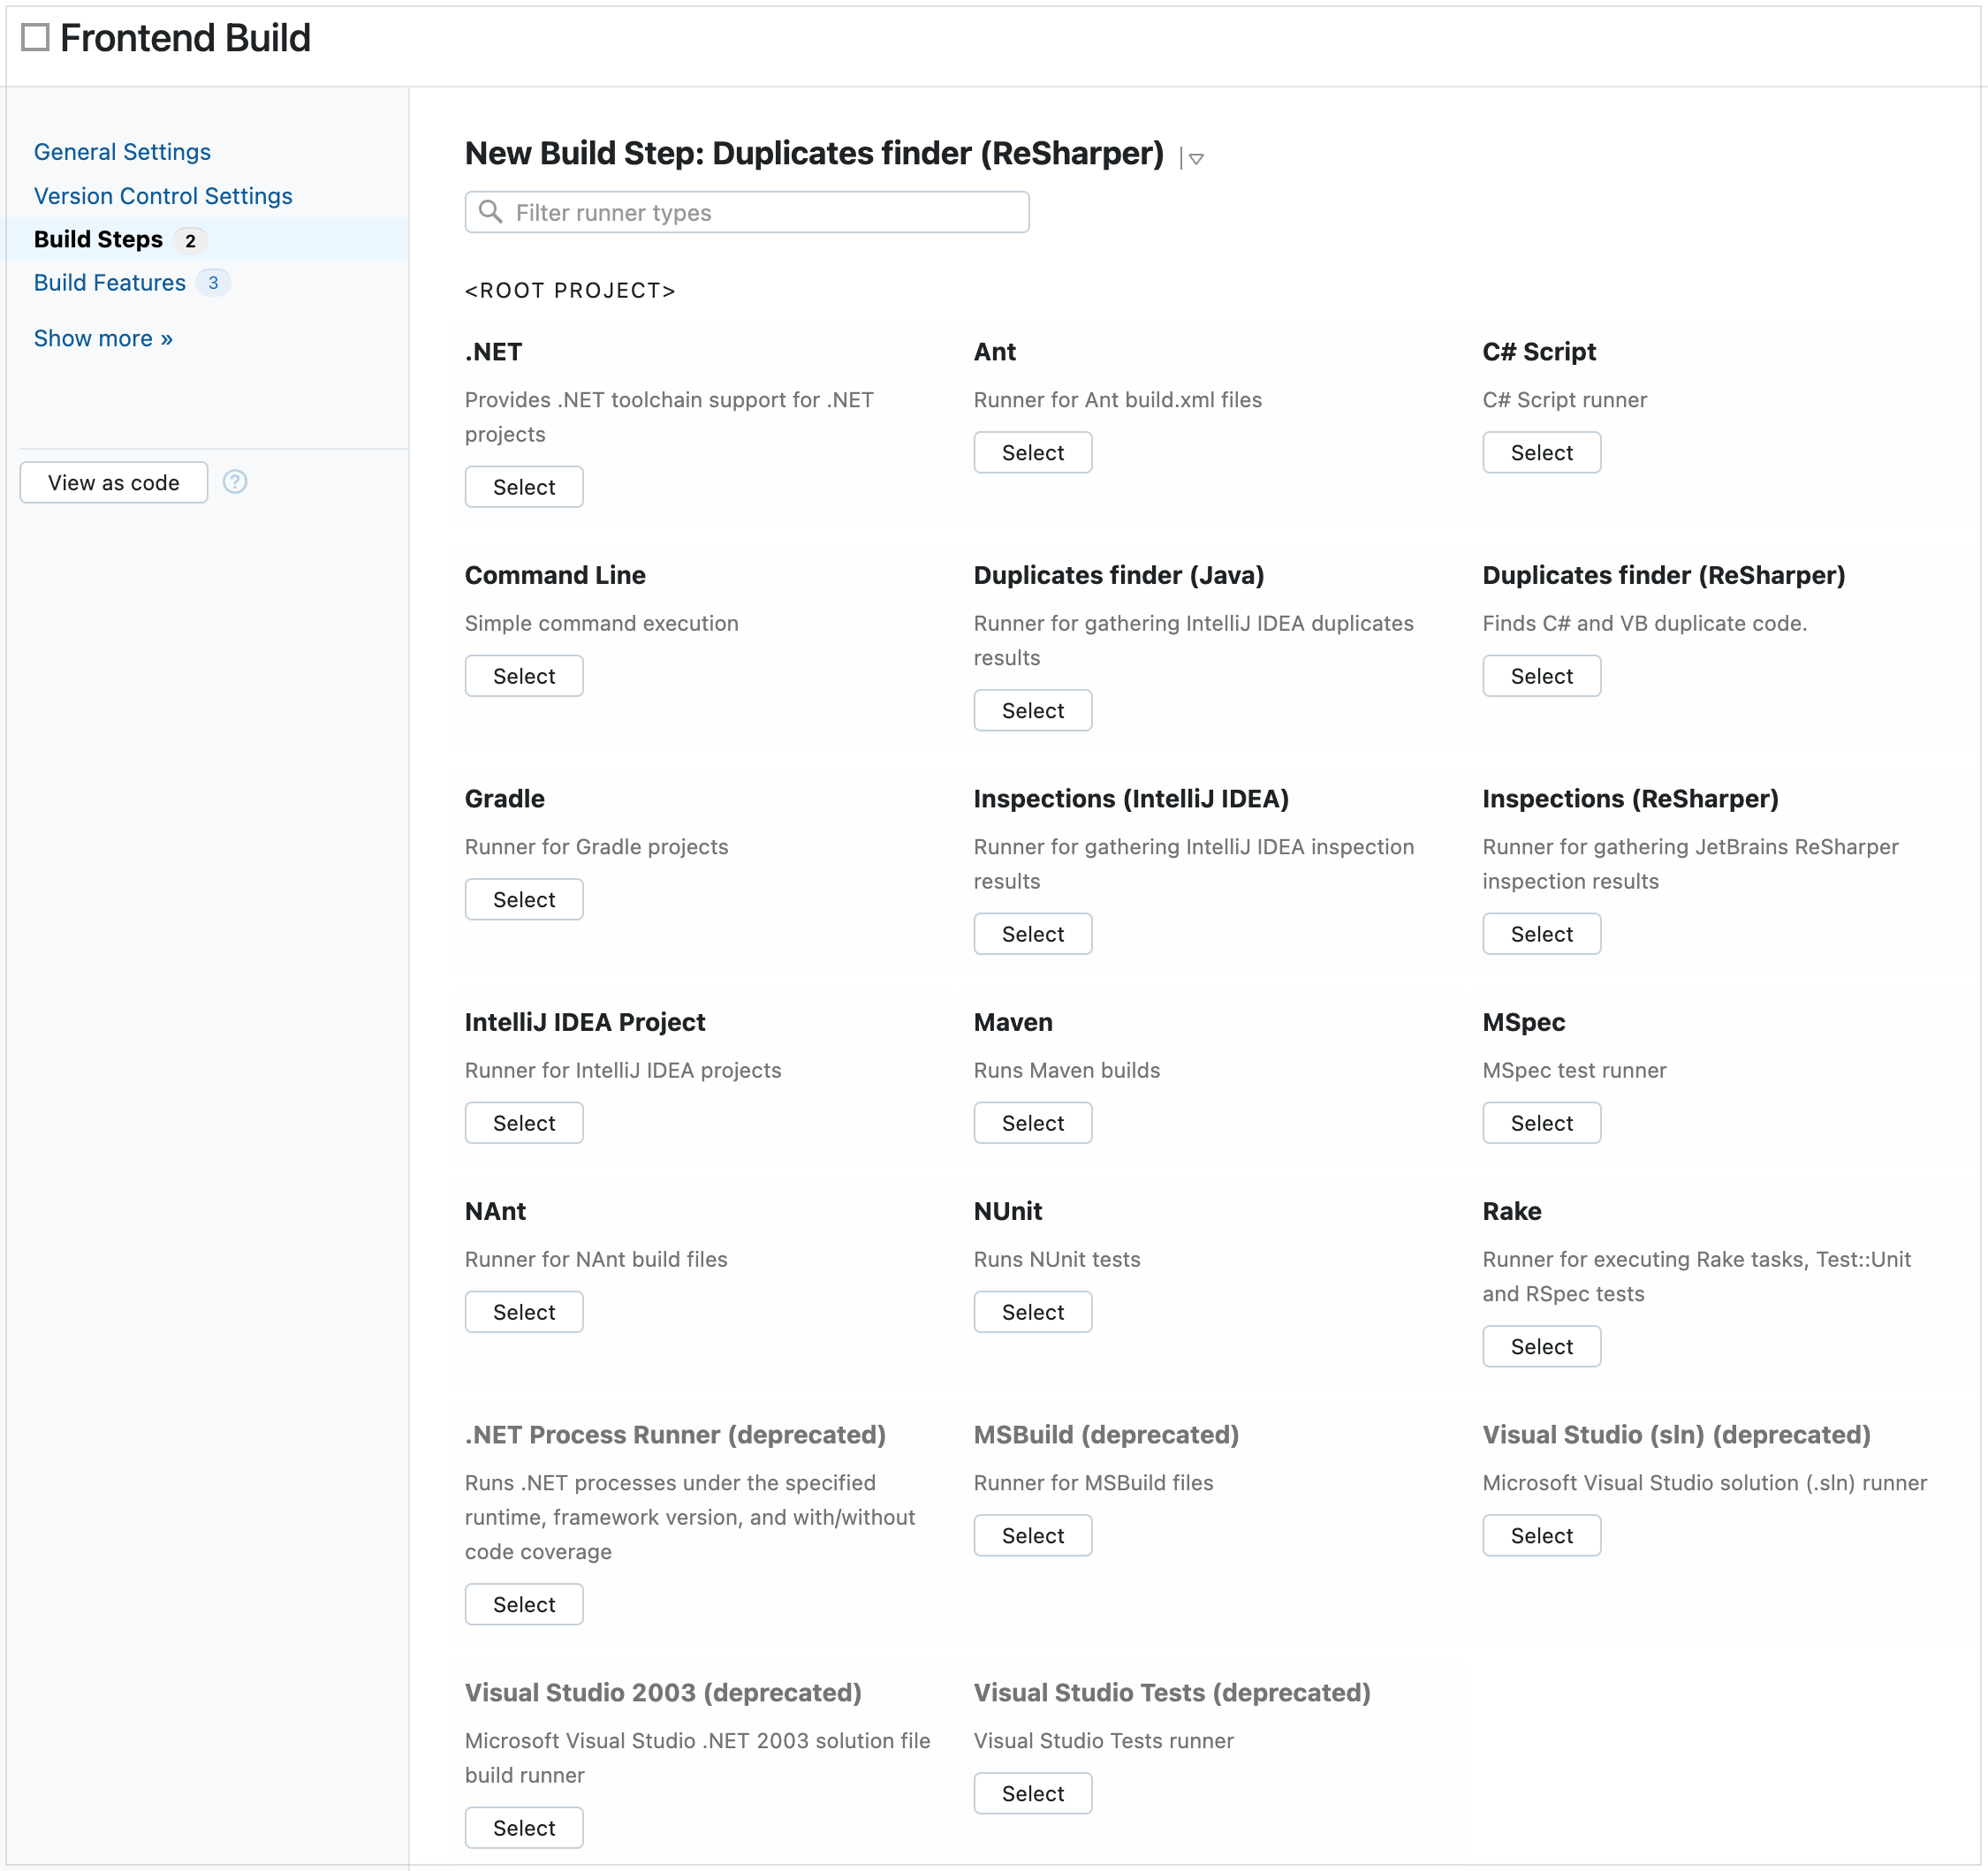 Frontend Build
General Settings
Version Control Settings
Build Steps 2
Build Features 3
Show more »
View as code ?
New Build Step: Duplicates finder (ReSharper)
Filter runner types
<ROOT PROJECT>
.NET
Provides .NET toolchain support for .NET
projects
Select
Ant
Runner for Ant build.xml files
Select
C# Script
C# Script runner
Select
Command Line
Simple command execution
Select
Duplicates finder (Java)
Runner for gathering IntelliJ IDEA duplicates
results
Select
Duplicates finder (ReSharper)
Finds C# and VB duplicate code.
Select
Gradle
Runner for Gradle projects
Select
Inspections (IntelliJ IDEA)
Runner for gathering IntelliJ IDEA inspection
results
Select
Inspections (ReSharper)
Runner for gathering JetBrains ReSharper
inspection results
Select
IntelliJ IDEA Project
Runner for IntelliJ IDEA projects
Select
Maven
Runs Maven builds
Select
MSpec
MSpec test runner
Select
NAnt
Runner for NAnt build files
Select
NUnit
Runs NUnit tests
Select
Rake
Runner for executing Rake tasks, Test::Unit
and RSpec tests
Select
.NET Process Runner (deprecated)
Runs .NET processes under the specified
runtime, framework version, and with/without
code coverage
Select
MSBuild (deprecated)
Runner for MSBuild files
Select
Visual Studio (sln) (deprecated)
Microsoft Visual Studio solution (.sln) runner
Select
Visual Studio 2003 (deprecated)
Microsoft Visual Studio .NET 2003 solution file
build runner
Select
Visual Studio Tests (deprecated)
Visual Studio Tests runner
Select